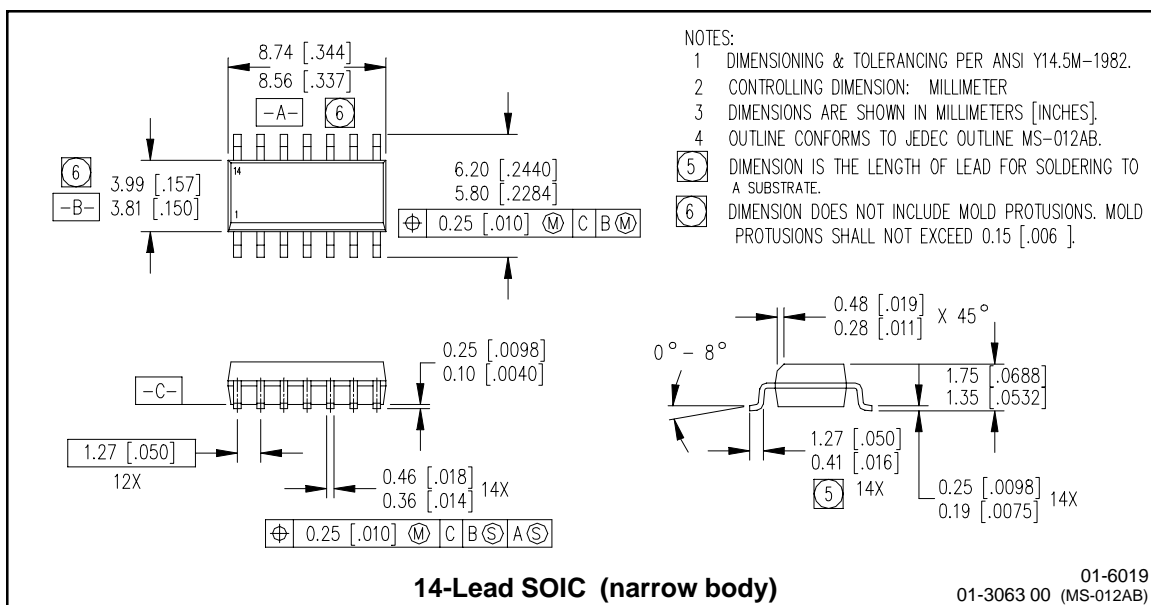 8.74 [.344]
8.56 [.337]
-A- 6
6
3.99 [.157]
3.81 [.150]
-B-
14
1
6.20 [.2440]
5.80 [.2284]
⌖ 0.25 [.010] Ⓜ C B Ⓜ
NOTES:
1 DIMENSIONING & TOLERANCING PER ANSI Y14.5M-1982.
2 CONTROLLING DIMENSION: MILLIMETER
3 DIMENSIONS ARE SHOWN IN MILLIMETERS [INCHES].
4 OUTLINE CONFORMS TO JEDEC OUTLINE MS-012AB.
5 DIMENSION IS THE LENGTH OF LEAD FOR SOLDERING TO
A SUBSTRATE.
6 DIMENSION DOES NOT INCLUDE MOLD PROTUSIONS. MOLD
PROTUSIONS SHALL NOT EXCEED 0.15 [.006 ].
-C-
0.25 [.0098]
0.10 [.0040]
1.27 [.050]
12X
0.46 [.018]
0.36 [.014] 14X
⌖ 0.25 [.010] Ⓜ C B Ⓢ A Ⓢ
0.48 [.019]
0.28 [.011] X 45°
0°-8°
1.75 [.0688]
1.35 [.0532]
1.27 [.050]
0.41 [.016]
5 14X
0.25 [.0098]
0.19 [.0075] 14X
14-Lead SOIC (narrow body)
01-6019
01-3063 00 (MS-012AB)